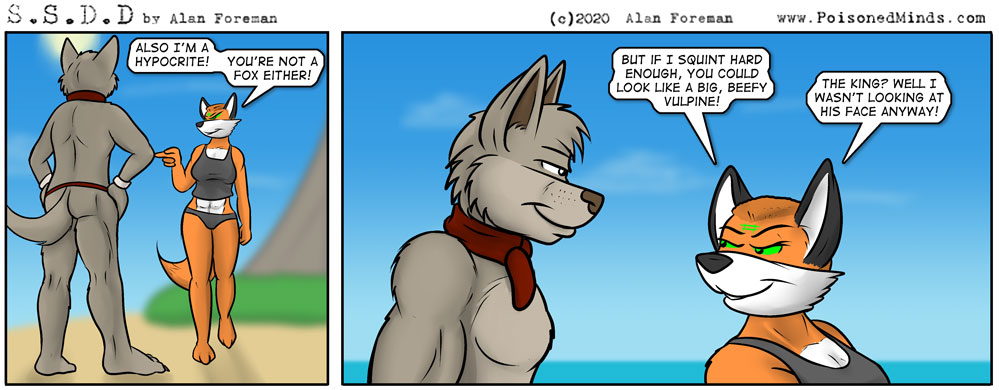 S.S.D.D by Alan Foreman
(c)2020 Alan Foreman
www.PoisonedMinds.com
ALSO I'M A
HYPOCRITE!
YOU'RE NOT A
FOX EITHER!
BUT IF I SQUINT HARD
ENOUGH, YOU COULD
LOOK LIKE A BIG, BEEFY
VULPINE!
THE KING? WELL I
WASN'T LOOKING AT
HIS FACE ANYWAY!